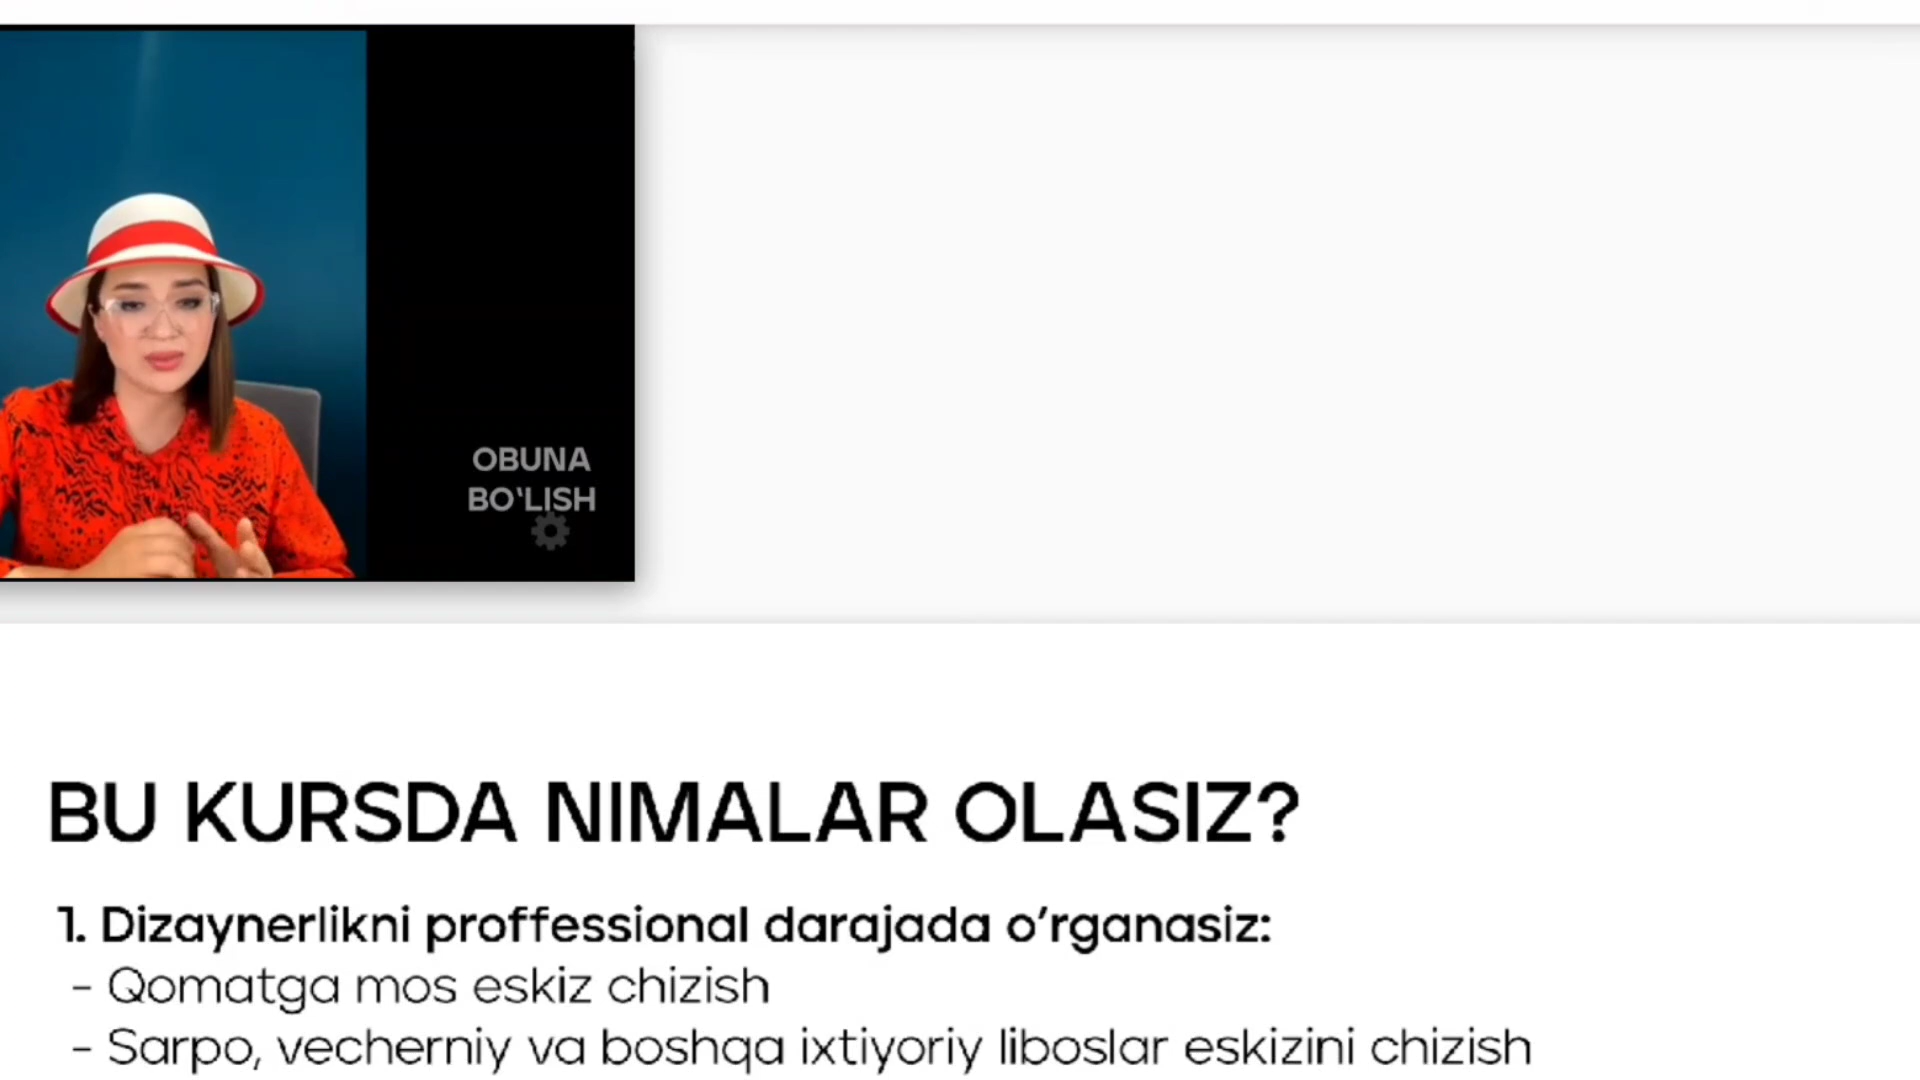 OBUNA
BO‘LISH
BU KURSDA NIMALAR OLASIZ?
1. Dizaynerlikni proffessional darajada o’rganasiz:
- Qomatga mos eskiz chizish
- Sarpo, vecherniy va boshqa ixtiyoriy liboslar eskizini chizish